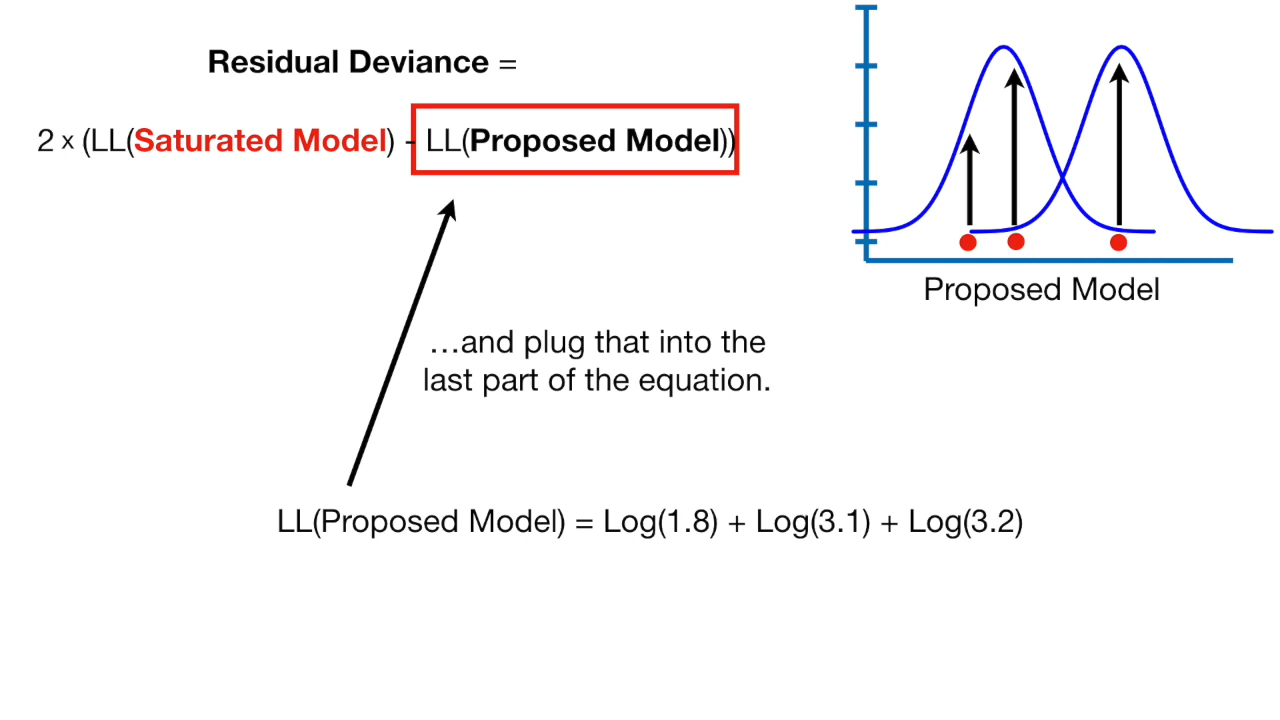 Residual Deviance =
2 x (LL(Saturated Model) - LL(Proposed Model))
Proposed Model
…and plug that into the
last part of the equation.
LL(Proposed Model) = Log(1.8) + Log(3.1) + Log(3.2)